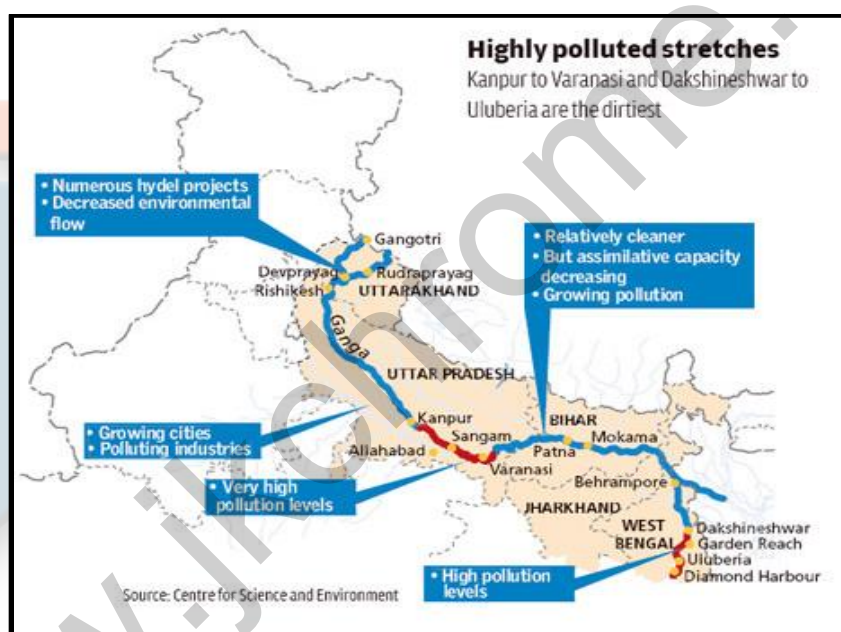 Highly polluted stretches
Kanpur to Varanasi and Dakshineshwar to
Uluberia are the dirtiest
• Numerous hydel projects
• Decreased environmental
flow
Gangotri
Devprayag
Rudraprayag
Rishikesh
UTTARAKHAND
• Relatively cleaner
• But assimilative capacity
decreasing
• Growing pollution
Ganga
UTTAR PRADESH
• Growing cities
• Polluting industries
Kanpur
BIHAR
Sangam
Mokama
Allahabad
Patna
Varanasi
• Very high
pollution levels
Behrampore
JHARKHAND
WEST
BENGAL
Dakshineshwar
Garden Reach
Uluberia
Diamond Harbour
• High pollution
levels
Source: Centre for Science and Environment
w.jkchrome.